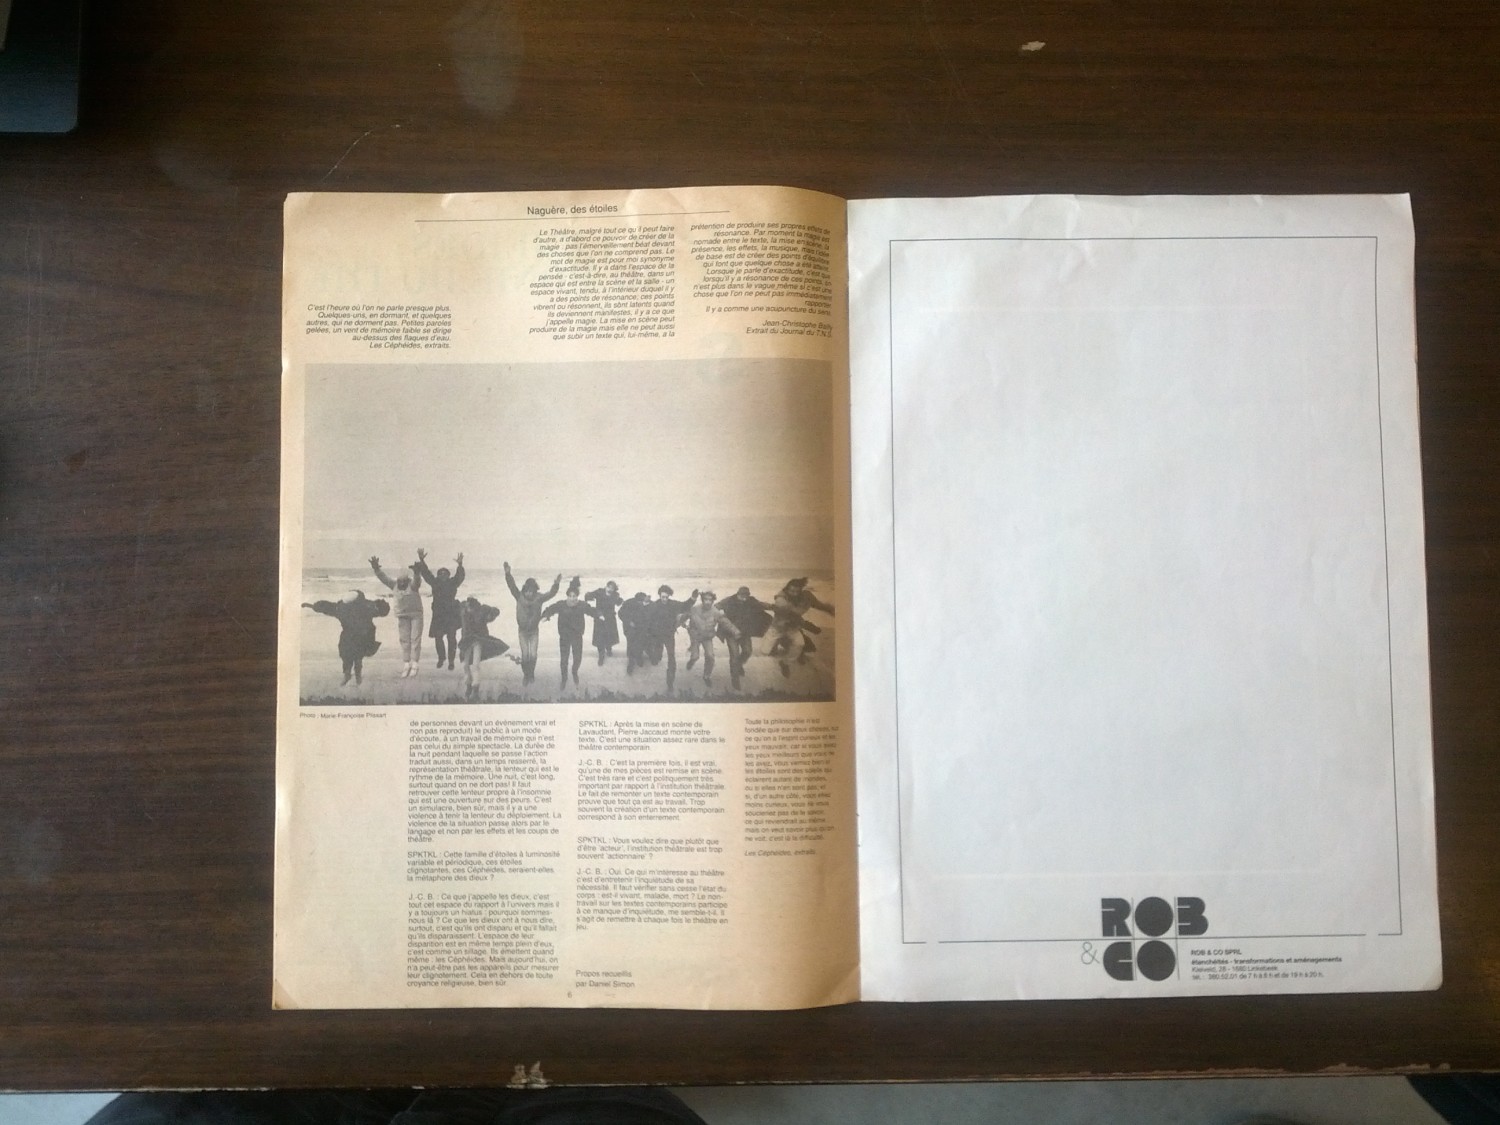 Naguère, des étoiles
C'est l'heure où l'on ne parle presque plus.
Quelques-uns, en dormant, et quelques
autres, qui ne dorment pas. Petites paroles
gelées, un vent de mémoire faible se dirige
au-dessus des flaques d'eau.
Les Céphéides, extraits.
Le Théâtre, malgré tout ce qu'il peut faire
d'autre, a d'abord ce pouvoir de créer de la
magie : pas l'émerveillement béat devant
des choses que l'on ne comprend pas. Le
mot de magie est pour moi synonyme
d'exactitude. Il y a dans l'espace de la
pensée - c'est-à-dire, au théâtre, dans un
espace qui est entre la scène et la salle - un
espace vivant, tendu, à l'intérieur duquel il y
a des points de résonance; ces points
vibrent ou résonnent, ils sont latents quand
ils deviennent manifestes, il y a ce que
j'appelle magie. La mise en scène peut
produire de la magie mais elle ne peut aussi
que subir un texte qui, lui-même, a la
prétention de produire ses propres effets de
résonance. Par moment la magie est
nomade entre le texte, la mise en scène, la
présence, les effets, la musique, mais l'idée
de base est de créer des points d'équilibre
qui font que quelque chose a été atteint.
Lorsque je parle d'exactitude, c'est que
lorsqu'il y a résonance de ces points, on
n'est plus dans le vague même si c'est une
chose que l'on ne peut pas immédiatement
rapporter.
Il y a comme une acupuncture du sens.
Jean-Christophe Bailly
Extrait du Journal du T.N.S.
Photo : Marie-Françoise Plissart
de personnes devant un événement vrai et
non pas reproduit) le public à un mode
d'écoute, à un travail de mémoire qui n'est
pas celui du simple spectacle. La durée de
la nuit pendant laquelle se passe l'action
traduit aussi, dans un temps resserré, la
représentation théâtrale, la lenteur qui est le
rythme de la mémoire. Une nuit, c'est long,
surtout quand on ne dort pas! Il faut
retrouver cette lenteur propre à l'insomnie
qui est une ouverture sur des peurs. C'est
un simulacre, bien sûr, mais il y a une
violence à tenir la lenteur du déploiement. La
violence de la situation passe alors par le
langage et non par les effets et les coups de
théâtre.
SPKTKL : Cette famille d'étoiles à luminosité
variable et périodique, ces étoiles
clignotantes, ces Céphéides, seraient-elles
la métaphore des dieux ?
J.-C. B. : Ce que j'appelle les dieux, c'est
tout cet espace du rapport à l'univers mais il
y a toujours un hiatus : pourquoi sommes-
nous là ? Ce que les dieux ont à nous dire,
surtout, c'est qu'ils ont disparu et qu'il fallait
qu'ils disparaissent. L'espace de leur
disparition est en même temps plein d'eux,
c'est comme un sillage. Ils émettent quand
même : les Céphéides. Mais aujourd'hui, on
n'a peut-être pas les appareils pour mesurer
leur clignotement. Cela en dehors de toute
croyance religieuse, bien sûr.
SPKTKL : Après la mise en scène de
Lavaudant, Pierre Jaccaud monte votre
texte. C'est une situation assez rare dans le
théâtre contemporain.
J.-C. B. : C'est la première fois, il est vrai,
qu'une de mes pièces est remise en scène.
C'est très rare et c'est politiquement très
important par rapport à l'institution théâtrale.
Le fait de remonter un texte contemporain
prouve que tout ça est au travail. Trop
souvent la création d'un texte contemporain
correspond à son enterrement.
SPKTKL : Vous voulez dire que plutôt que
d'être 'acteur', l'institution théâtrale est trop
souvent 'actionnaire' ?
J.-C. B. : Oui. Ce qui m'intéresse au théâtre
c'est d'entretenir l'inquiétude de sa
nécessité. Il faut vérifier sans cesse l'état du
corps : est-il vivant, malade, mort ? Le non-
travail sur les textes contemporains participe
à ce manque d'inquiétude, me semble-t-il. Il
s'agit de remettre à chaque fois le théâtre en
jeu.
Propos recueillis
par Daniel Simon
Toute la philosophie n'est
fondée que sur deux choses, sur
ce qu'on a l'esprit curieux et les
yeux mauvais; car si vous aviez
les yeux meilleurs que vous ne
les avez, vous verriez bien si
les étoiles sont des soleils qui
éclairent autant de mondes,
ou si elles n'en sont pas; et
si, d'un autre côté, vous étiez
moins curieux, vous ne vous
soucieriez pas de le savoir,
ce qui reviendrait au même;
mais on veut savoir plus qu'on
ne voit, c'est là la difficulté.
Les Céphéides, extraits.
6
ROB
& CO
ROB & CO SPRL
étanchéités - transformations et aménagements
Kleiveld, 28 - 1680 Linkebeek
tél. : 380.52.01 de 7 h à 8 h et de 19 h à 20 h.